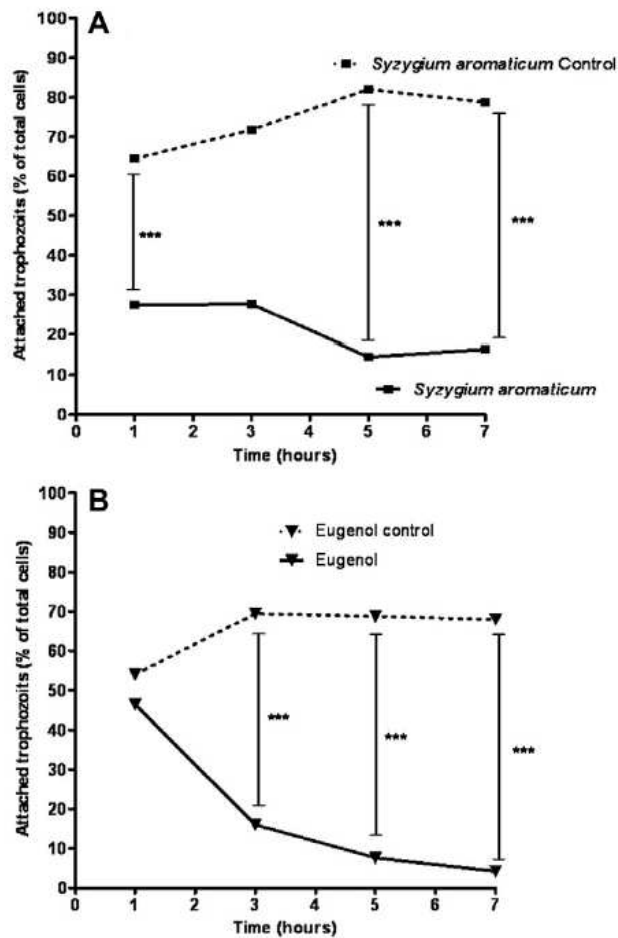 A
100
90
80
70
60
50
40
30
20
10
0
Attached trophozoits (% of total cells)
Syzygium aromaticum Control
***
***
***
Syzygium aromaticum
0 1 2 3 4 5 6 7
Time (hours)
B
100
90
80
70
60
50
40
30
20
10
0
Attached trophozoits (% of total cells)
Eugenol control
Eugenol
***
***
***
0 1 2 3 4 5 6 7
Time (hours)